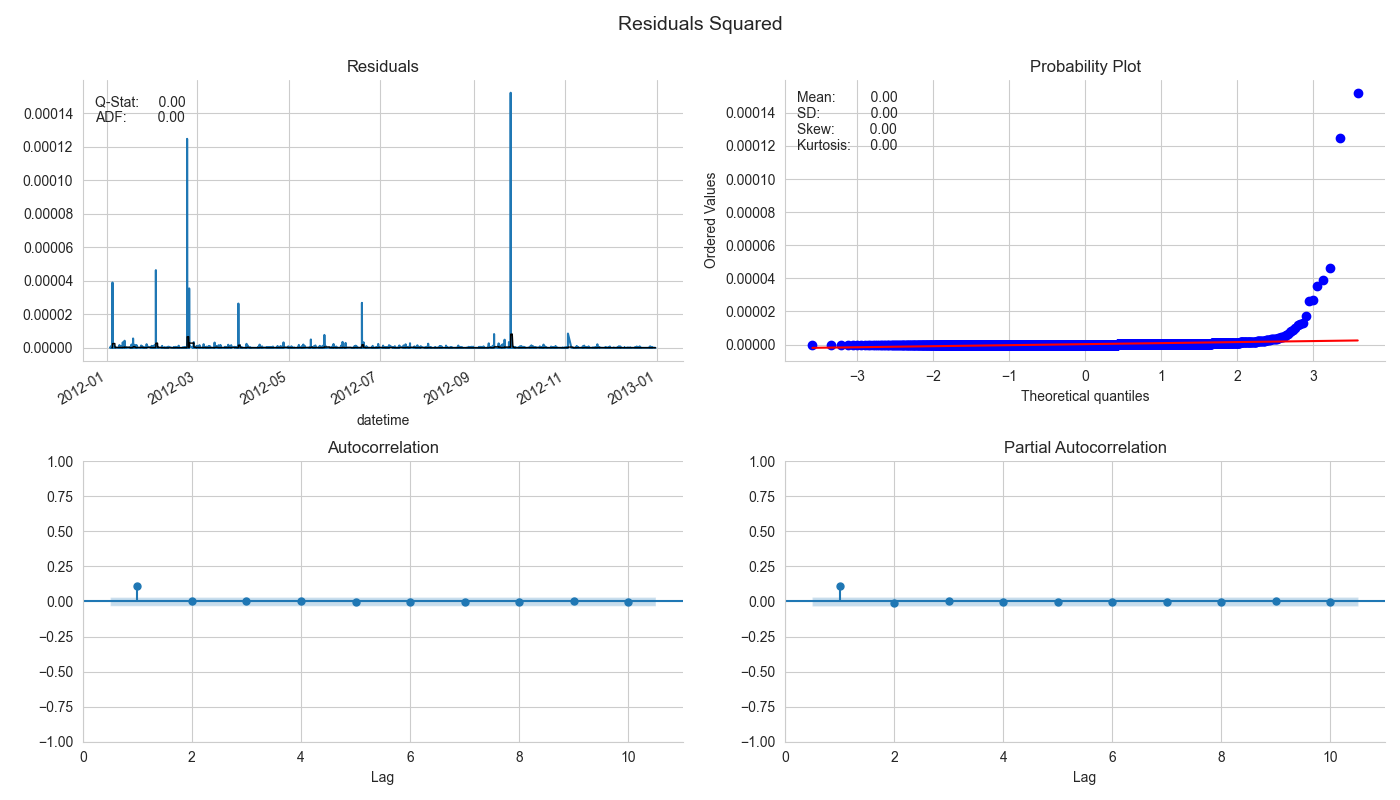 Residuals Squared
Residuals
Q-Stat: 0.00
ADF: 0.00
0.00014
0.00012
0.00010
0.00008
0.00006
0.00004
0.00002
0.00000
2012-01
2012-03
2012-05
2012-07
2012-09
2012-11
2013-01
datetime
Probability Plot
Mean: 0.00
SD: 0.00
Skew: 0.00
Kurtosis: 0.00
Ordered Values
0.00014
0.00012
0.00010
0.00008
0.00006
0.00004
0.00002
0.00000
−3 −2 −1 0 1 2 3
Theoretical quantiles
Autocorrelation
1.00
0.75
0.50
0.25
0.00
−0.25
−0.50
−0.75
−1.00
0 2 4 6 8 10
Lag
Partial Autocorrelation
1.00
0.75
0.50
0.25
0.00
−0.25
−0.50
−0.75
−1.00
0 2 4 6 8 10
Lag